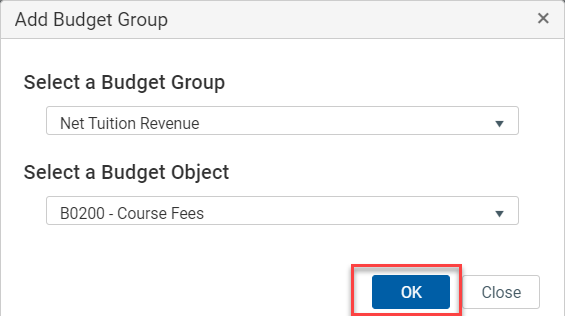 Add Budget Group ×
Select a Budget Group
Net Tuition Revenue
Select a Budget Object
B0200 - Course Fees
OK Close